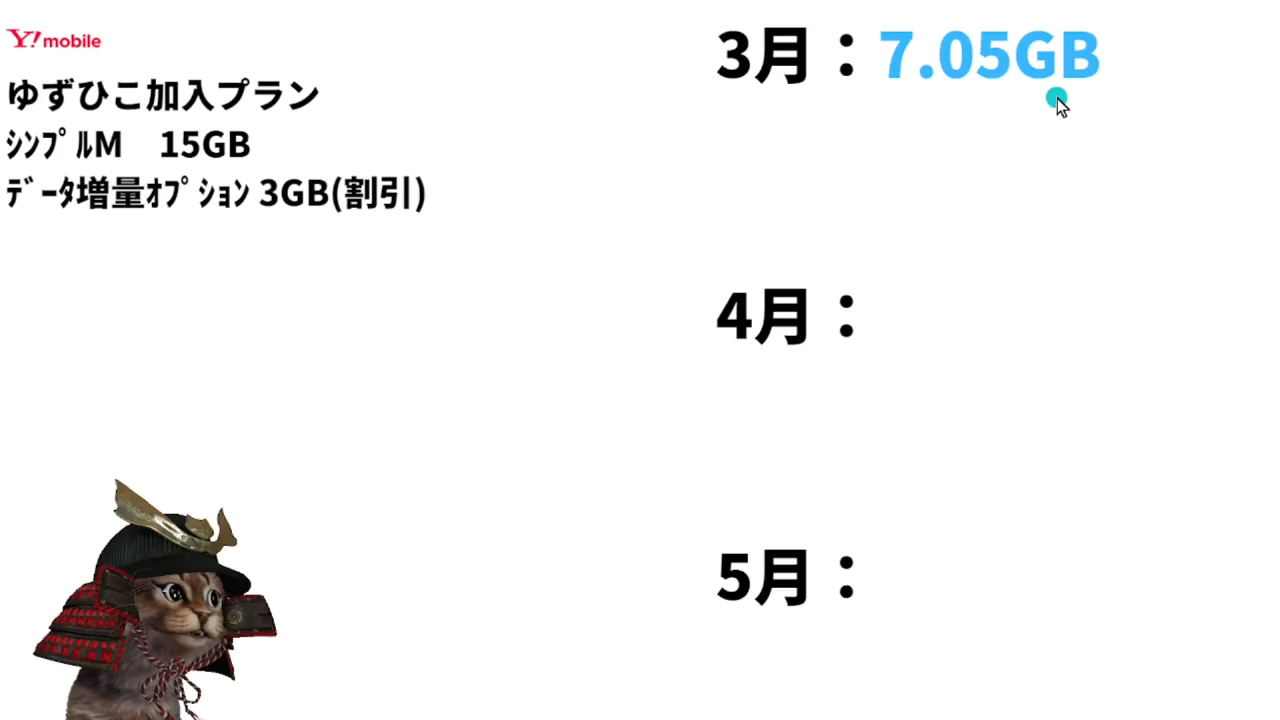 Y!mobile
ゆずひこ加入プラン
ｼﾝﾌﾟﾙM　15GB
ﾃﾞｰﾀ増量ｵﾌﾟｼｮﾝ 3GB(割引)
3月：7.05GB
4月：
5月：